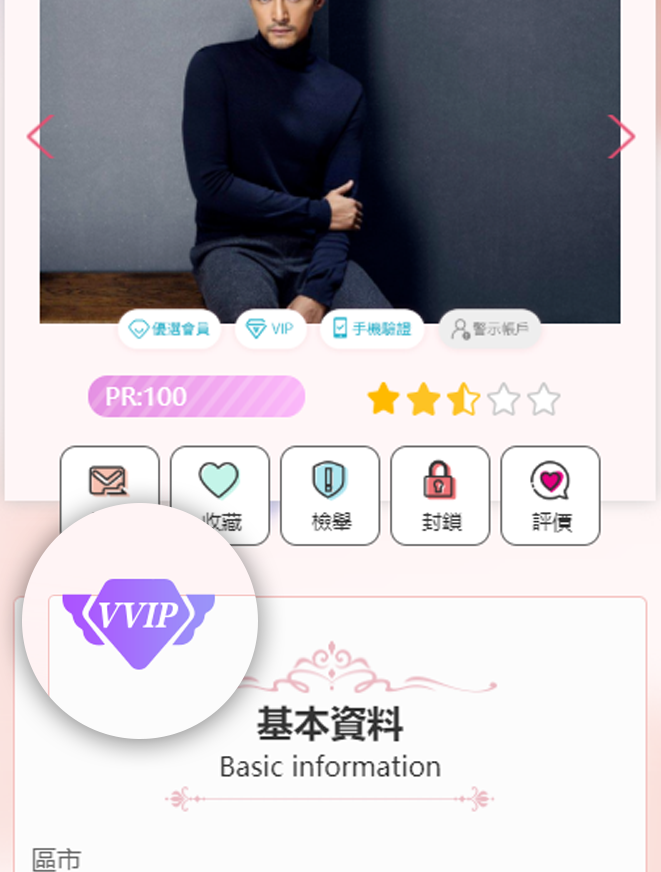 優選會員
VIP
手機驗證
警示帳戶
PR:100
收藏
檢舉
封鎖
評價
VVIP
基本資料
Basic information
區市